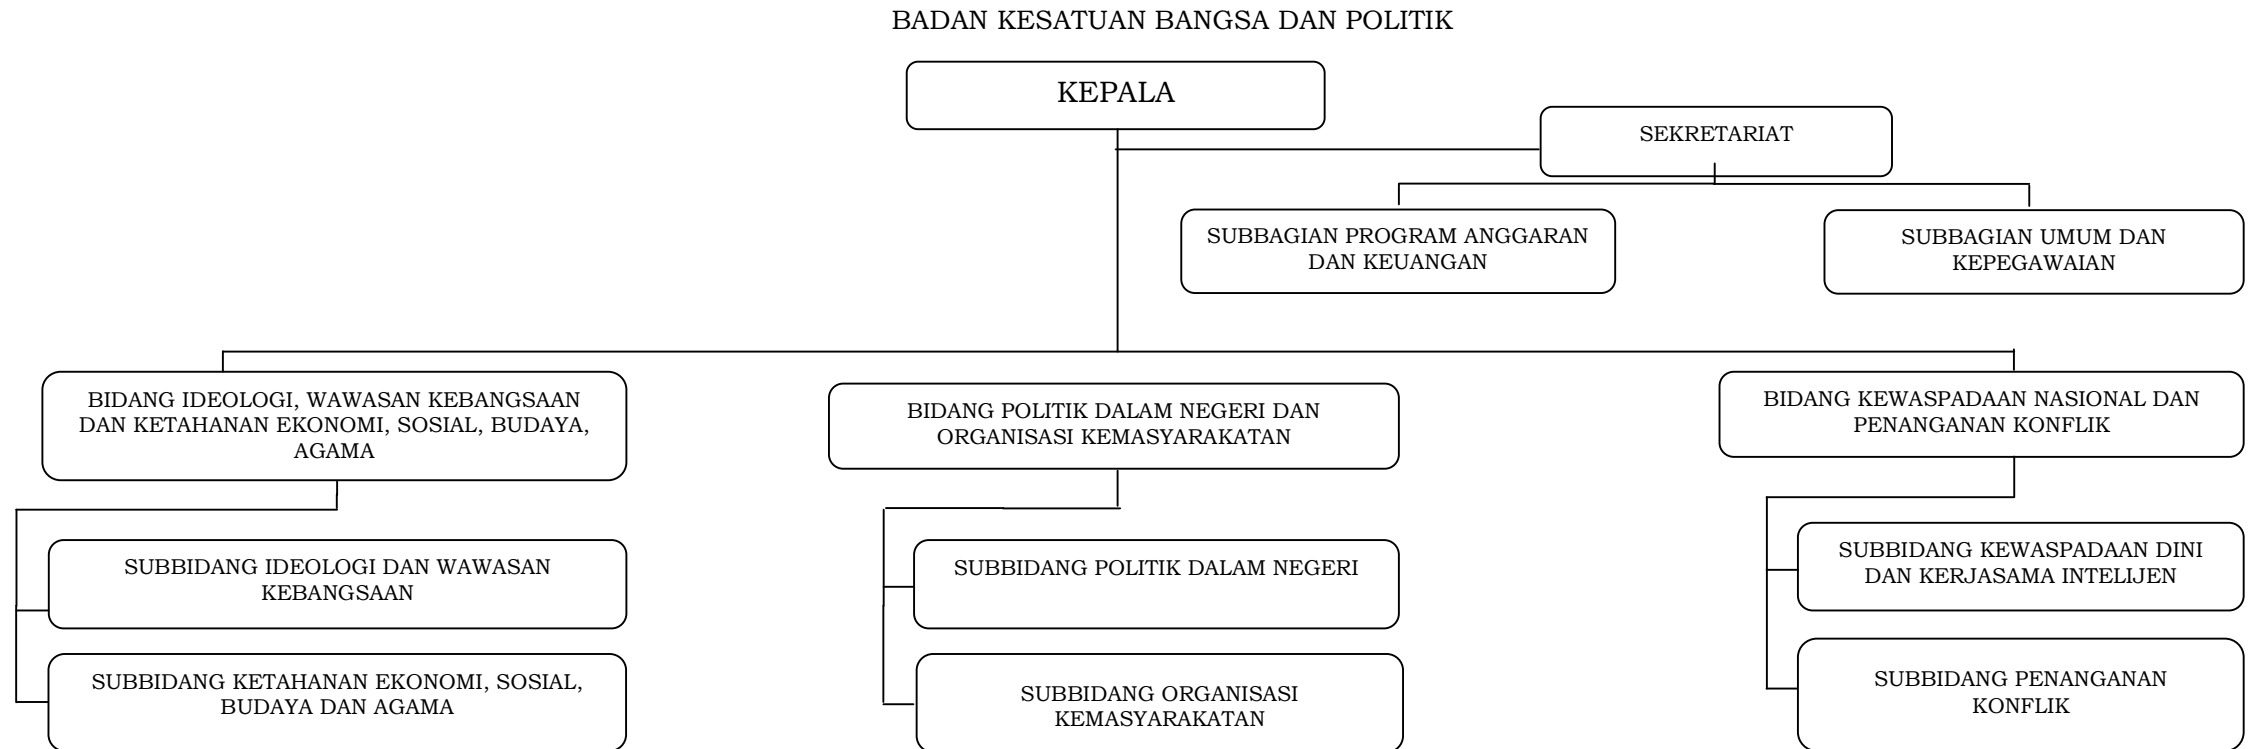 BADAN KESATUAN BANGSA DAN POLITIK
KEPALA
SEKRETARIAT
SUBBAGIAN PROGRAM ANGGARAN
DAN KEUANGAN
SUBBAGIAN UMUM DAN
KEPEGAWAIAN
BIDANG IDEOLOGI, WAWASAN KEBANGSAAN
DAN KETAHANAN EKONOMI, SOSIAL, BUDAYA,
AGAMA
BIDANG POLITIK DALAM NEGERI DAN
ORGANISASI KEMASYARAKATAN
BIDANG KEWASPADAAN NASIONAL DAN
PENANGANAN KONFLIK
SUBBIDANG IDEOLOGI DAN WAWASAN
KEBANGSAAN
SUBBIDANG POLITIK DALAM NEGERI
SUBBIDANG KEWASPADAAN DINI
DAN KERJASAMA INTELIJEN
SUBBIDANG KETAHANAN EKONOMI, SOSIAL,
BUDAYA DAN AGAMA
SUBBIDANG ORGANISASI
KEMASYARAKATAN
SUBBIDANG PENANGANAN
KONFLIK